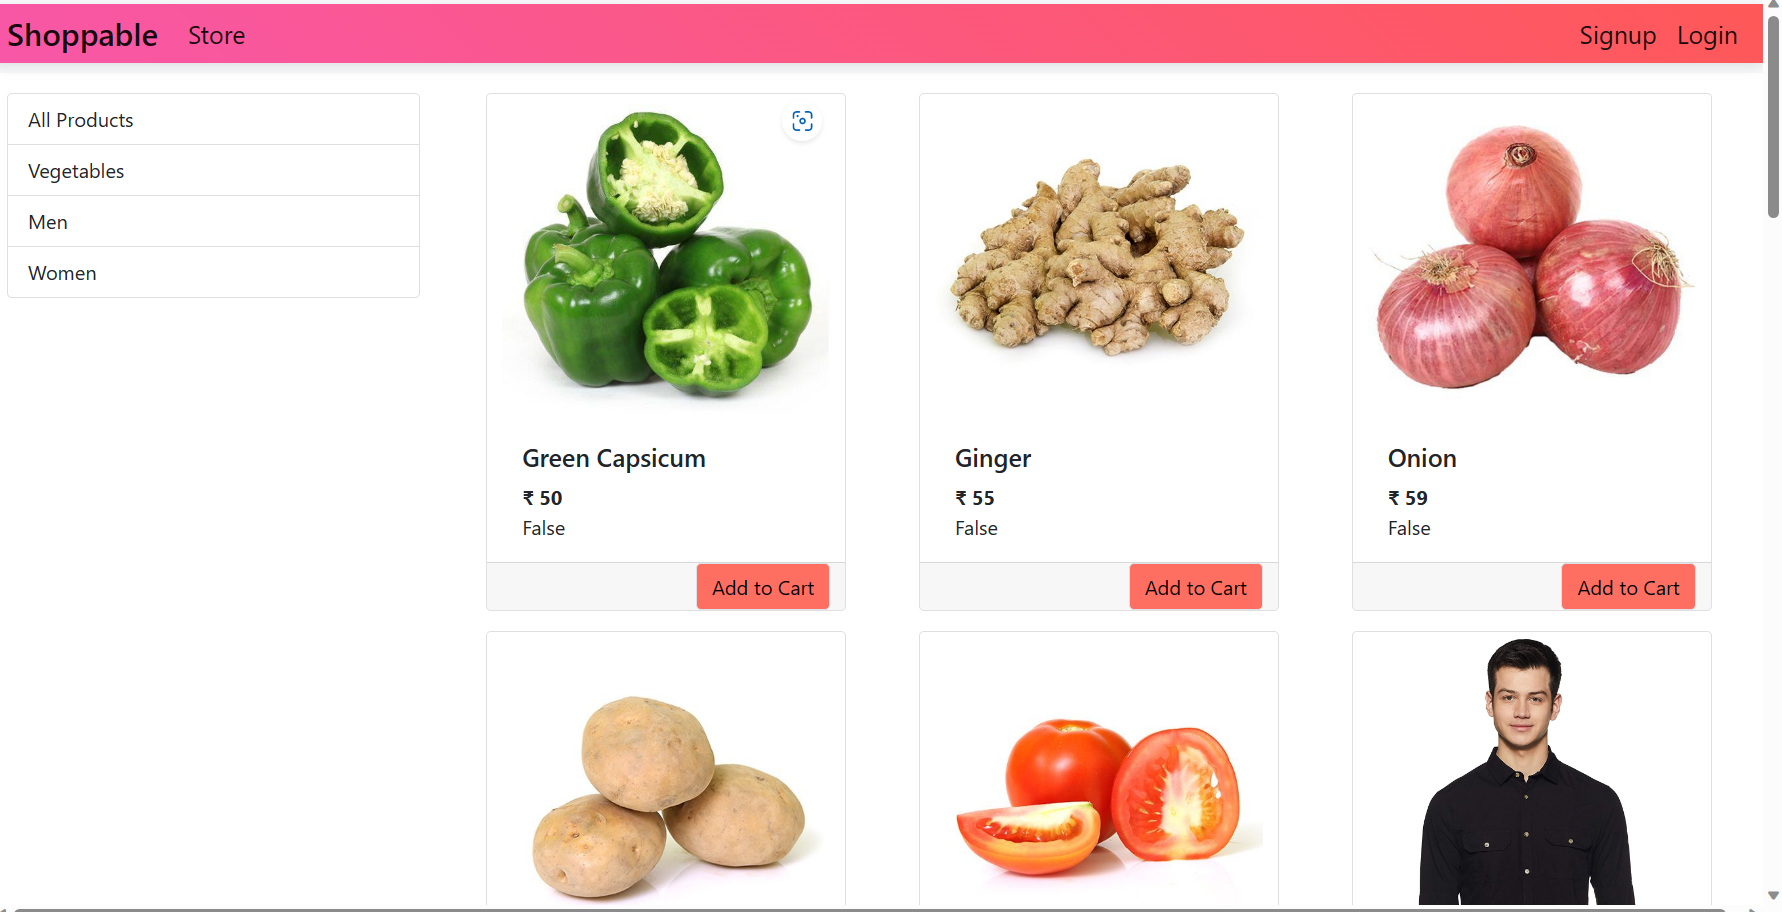 Shoppable Store Signup Login
All Products
Vegetables
Men
Women
Green Capsicum
₹ 50
False
Add to Cart
Ginger
₹ 55
False
Add to Cart
Onion
₹ 59
False
Add to Cart